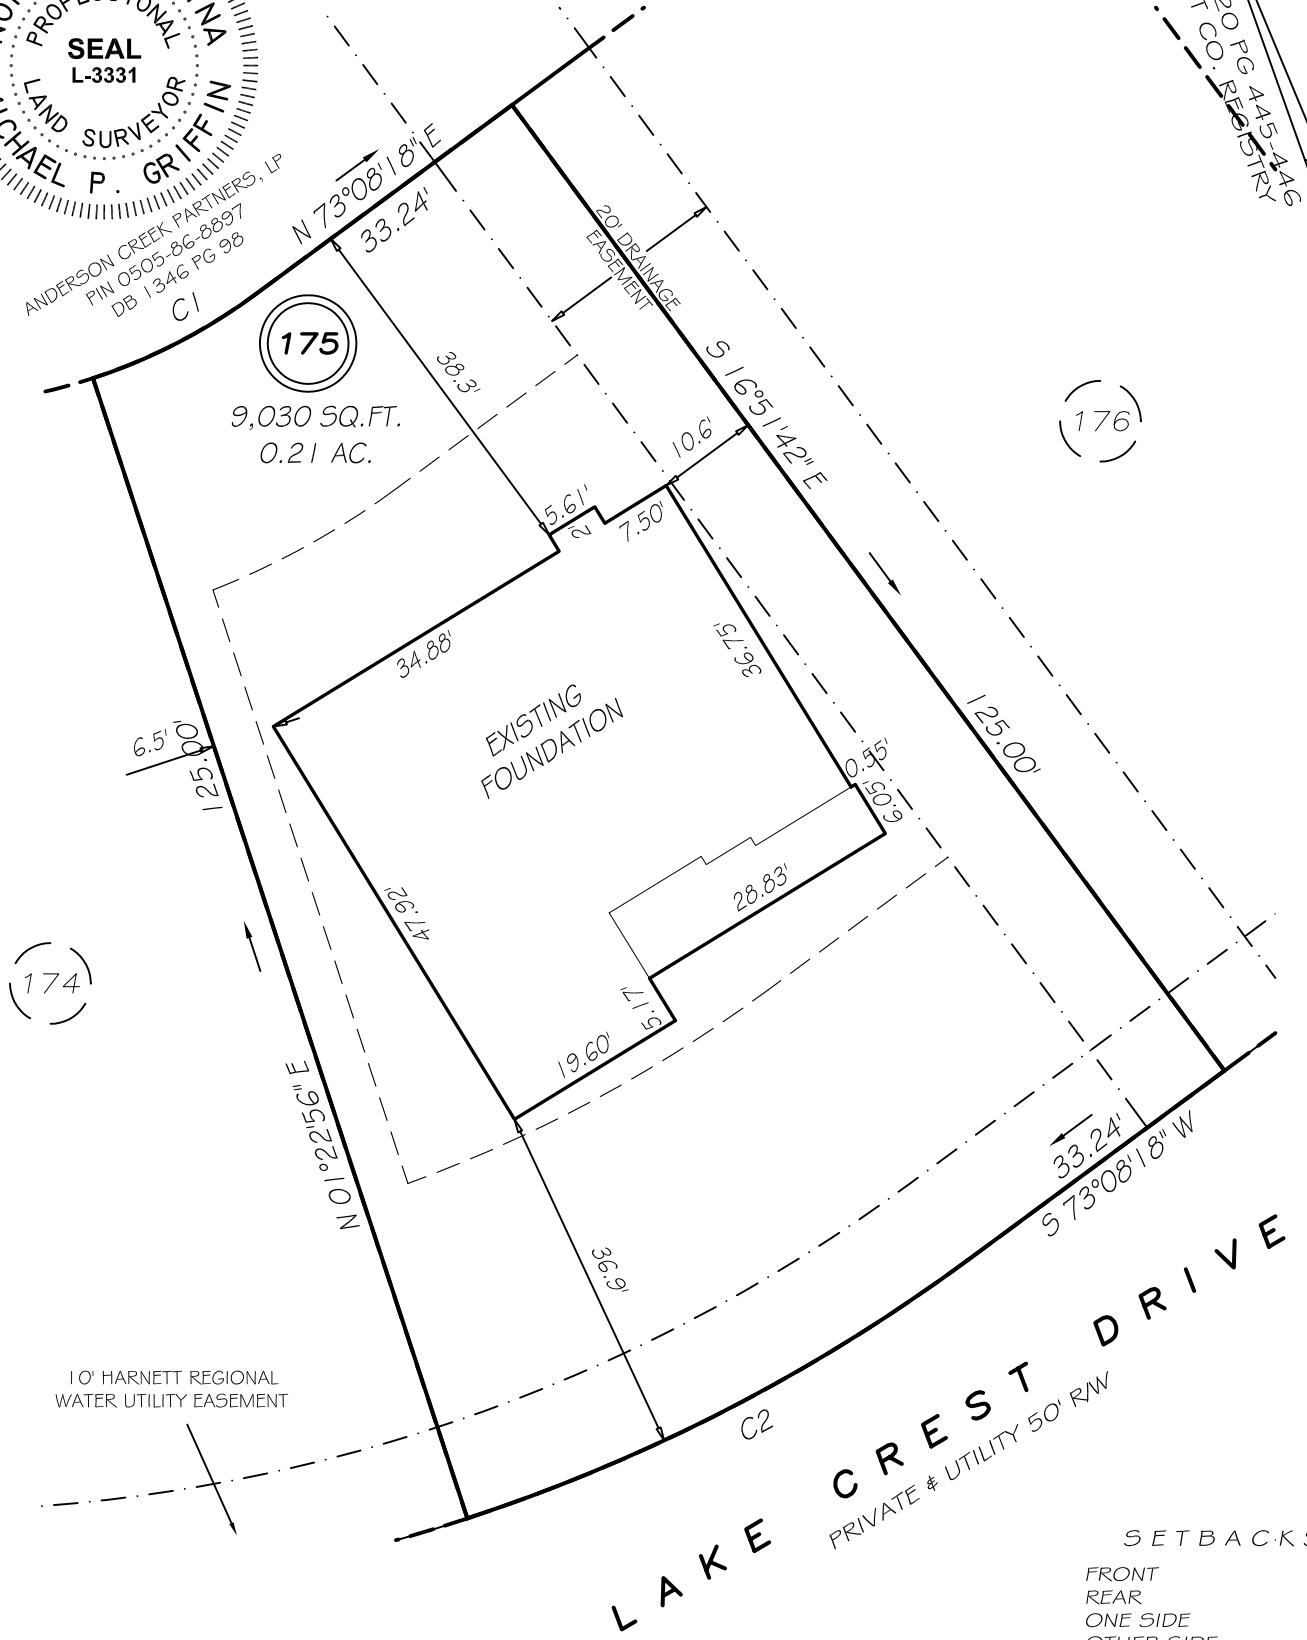 PROFESSIONAL
SEAL
L-3331
LAND SURVEYOR
P. GRIFFIN
PG 445-446
CO. REGISTRY
ANDERSON CREEK PARTNERS, LP
PIN 0505-86-8897
DB 1346 PG 98
N 73°08'18" E
33.24'
C1
175
9,030 SQ.FT.
0.21 AC.
20' DRAINAGE
EASEMENT
38.3'
S 16°51'42" E
125.00'
176
10.6'
5.61'
2'
7.50'
34.88'
36.75'
EXISTING
FOUNDATION
6.5'
125.00'
0.55'
6.05'
28.83'
47.92'
174
5.17'
19.60'
N 01°22'56" E
33.24'
S 73°08'18" W
36.9'
10' HARNETT REGIONAL
WATER UTILITY EASEMENT
C2
LAKE CREST DRIVE
PRIVATE & UTILITY 50' R/W
SETBACKS
FRONT
REAR
ONE SIDE
OTHER SIDE